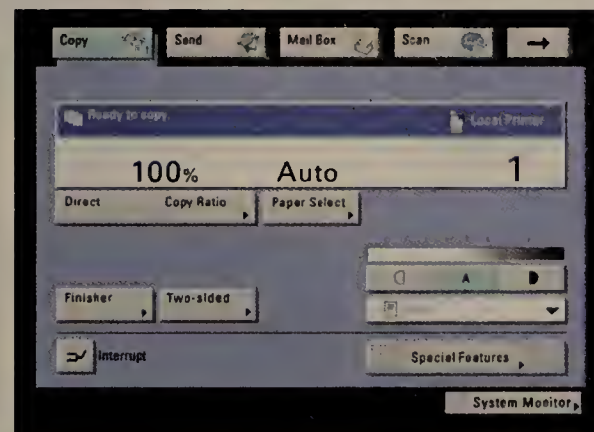 Copy Send Mail Box Scan →
Ready to copy. Local Printer
100% Auto 1
Direct Copy Ratio Paper Select
A
Finisher Two-sided
Interrupt Special Features
System Monitor